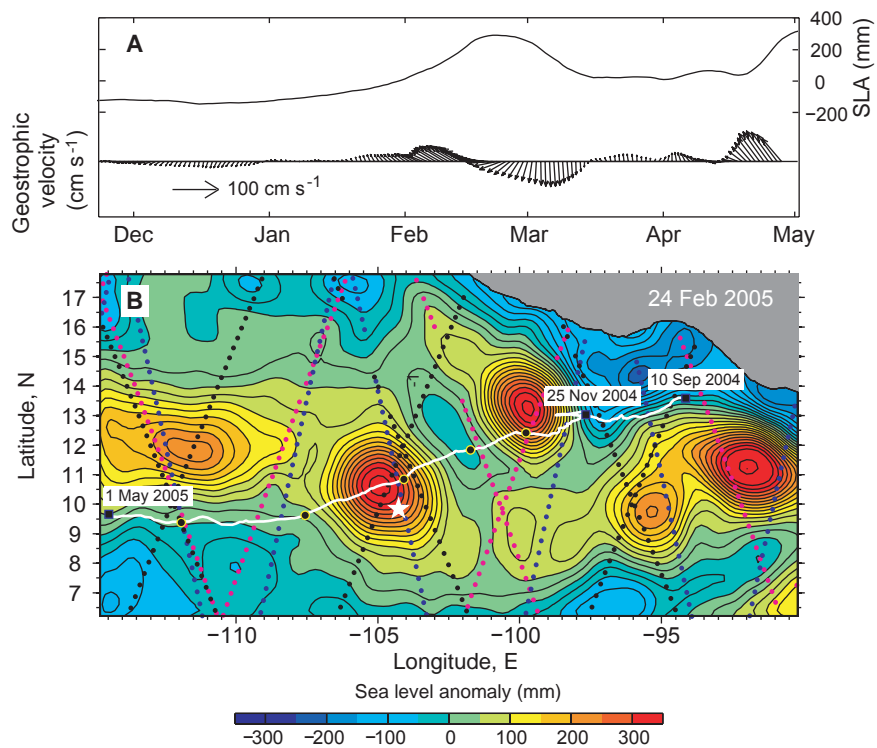 A
400
200
0
−200
SLA (mm)
Geostrophic
velocity
(cm s⁻¹)
100 cm s⁻¹
Dec Jan Feb Mar Apr May
B
24 Feb 2005
17
16
15
14
13
12
11
10
9
8
7
Latitude, N
10 Sep 2004
25 Nov 2004
1 May 2005
−110 −105 −100 −95
Longitude, E
Sea level anomaly (mm)
−300 −200 −100 0 100 200 300